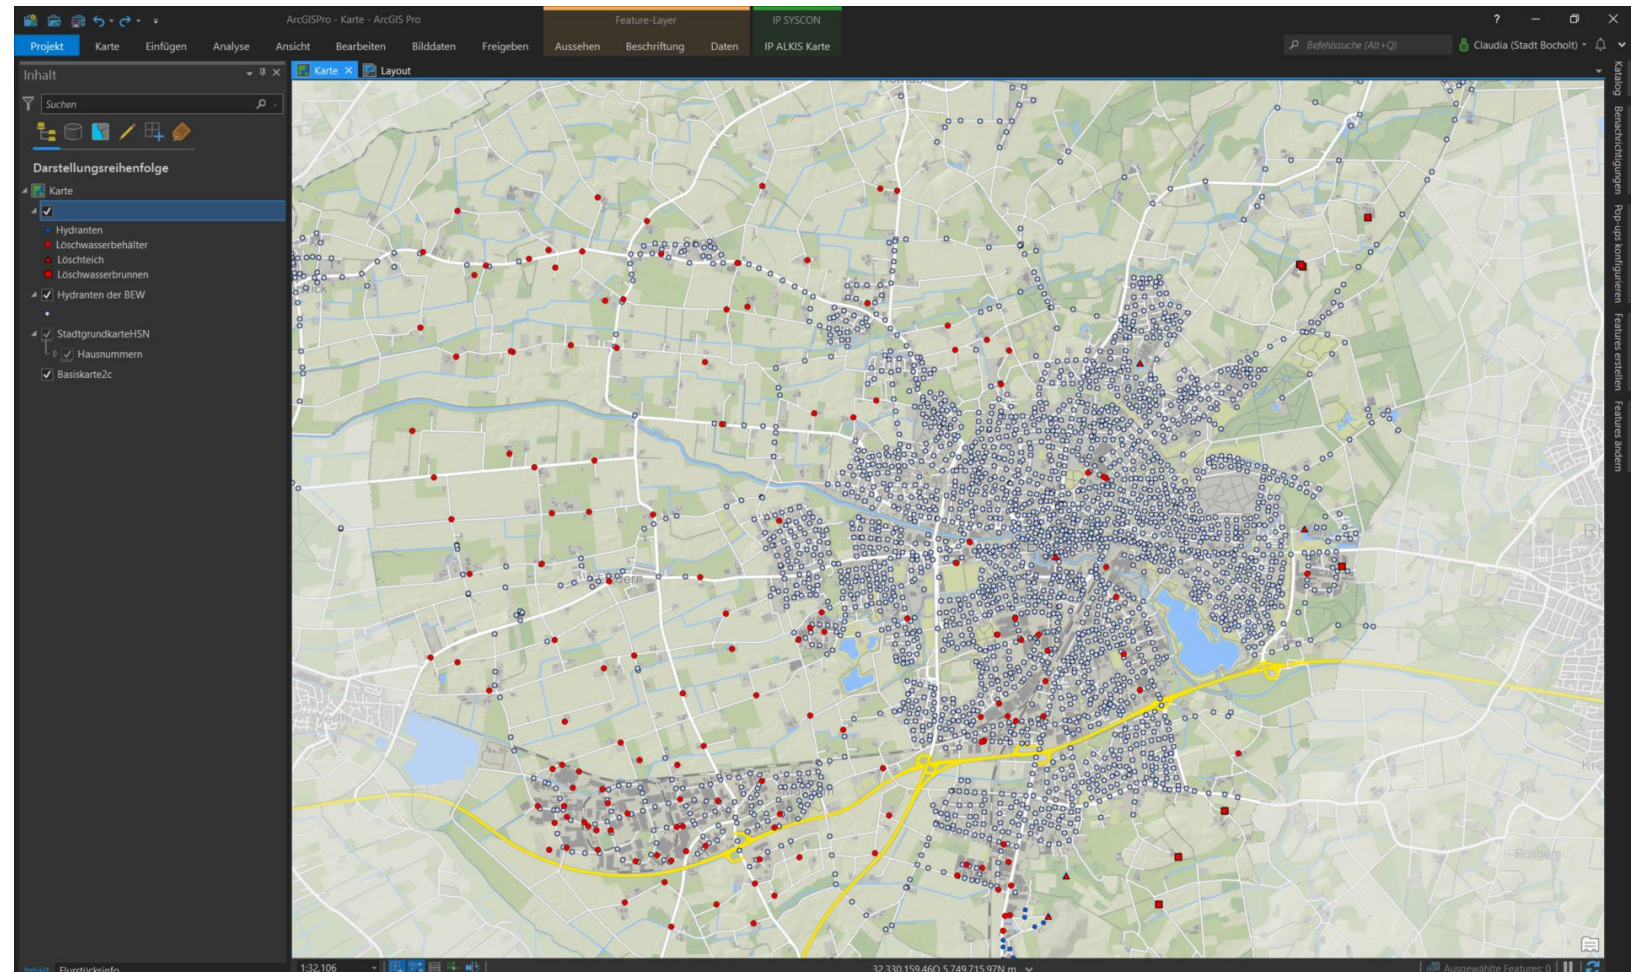 ArcGISPro - Karte - ArcGIS Pro
Feature-Layer
IP SYSCON
?
Projekt Karte Einfügen Analyse Ansicht Bearbeiten Bilddaten Freigeben Aussehen Beschriftung Daten IP ALKIS Karte
Befehlssuche (Alt+Q)
Claudia (Stadt Bocholt)
Inhalt
Karte
Layout
Suchen
Darstellungsreihenfolge
Karte
Hydranten
Löschwasserbehälter
Löschteich
Löschwasserbrunnen
Hydranten der BEW
StadtgrundkarteHSN
Hausnummern
Basiskarte2c
Katalog
Benachrichtigungen
Pop-ups konfigurieren
Features erstellen
Features ändern
Inhalt Flurstücksinfo
1:32.106
32.330.159,46O 5.749.715,97N m
Ausgewählte Features: 0